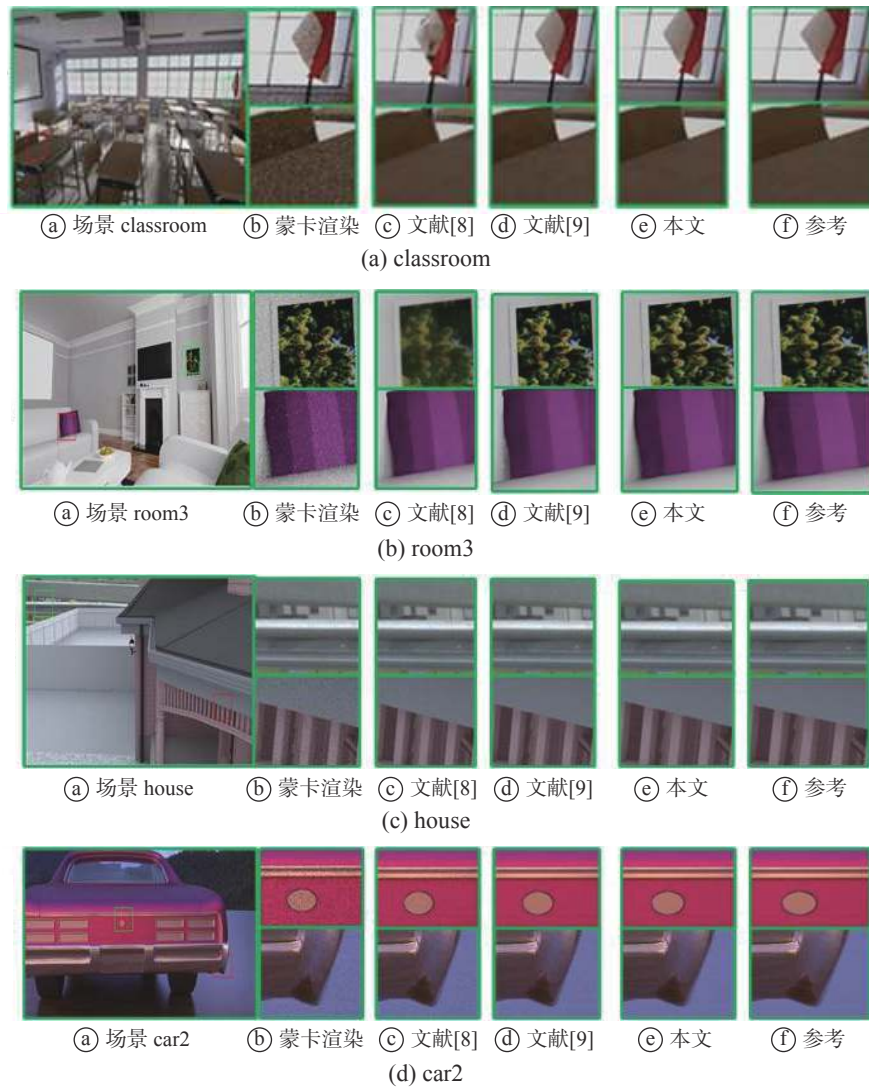 ⓐ 场景 classroom ⓑ 蒙卡渲染 ⓒ 文献[8] ⓓ 文献[9] ⓔ 本文 ⓕ 参考
(a) classroom
ⓐ 场景 room3 ⓑ 蒙卡渲染 ⓒ 文献[8] ⓓ 文献[9] ⓔ 本文 ⓕ 参考
(b) room3
ⓐ 场景 house ⓑ 蒙卡渲染 ⓒ 文献[8] ⓓ 文献[9] ⓔ 本文 ⓕ 参考
(c) house
ⓐ 场景 car2 ⓑ 蒙卡渲染 ⓒ 文献[8] ⓓ 文献[9] ⓔ 本文 ⓕ 参考
(d) car2